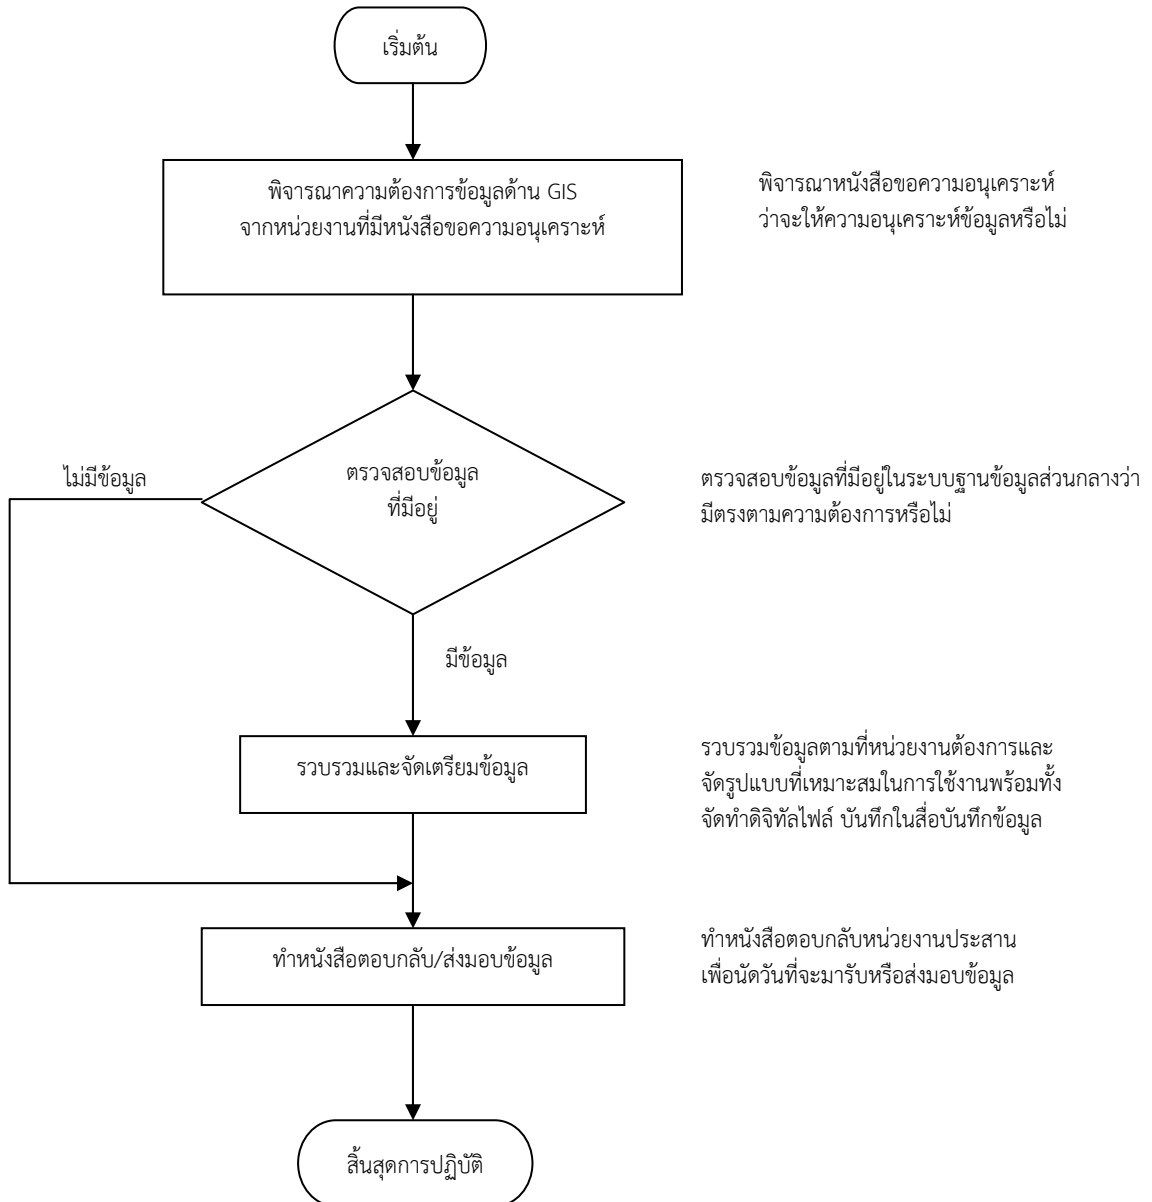 เริ่มต้น
พิจารณาความต้องการข้อมูลด้าน GIS
จากหน่วยงานที่มีหนังสือขอความอนุเคราะห์
พิจารณาหนังสือขอความอนุเคราะห์
ว่าจะให้ความอนุเคราะห์ข้อมูลหรือไม่
ไม่มีข้อมูล
ตรวจสอบข้อมูล
ที่มีอยู่
ตรวจสอบข้อมูลที่มีอยู่ในระบบฐานข้อมูลส่วนกลางว่า
มีตรงตามความต้องการหรือไม่
มีข้อมูล
รวบรวมและจัดเตรียมข้อมูล
รวบรวมข้อมูลตามที่หน่วยงานต้องการและ
จัดรูปแบบที่เหมาะสมในการใช้งานพร้อมทั้ง
จัดทำดิจิทัลไฟล์ บันทึกในสื่อบันทึกข้อมูล
ทำหนังสือตอบกลับ/ส่งมอบข้อมูล
ทำหนังสือตอบกลับหน่วยงานประสาน
เพื่อนัดวันที่จะมารับหรือส่งมอบข้อมูล
สิ้นสุดการปฏิบัติ